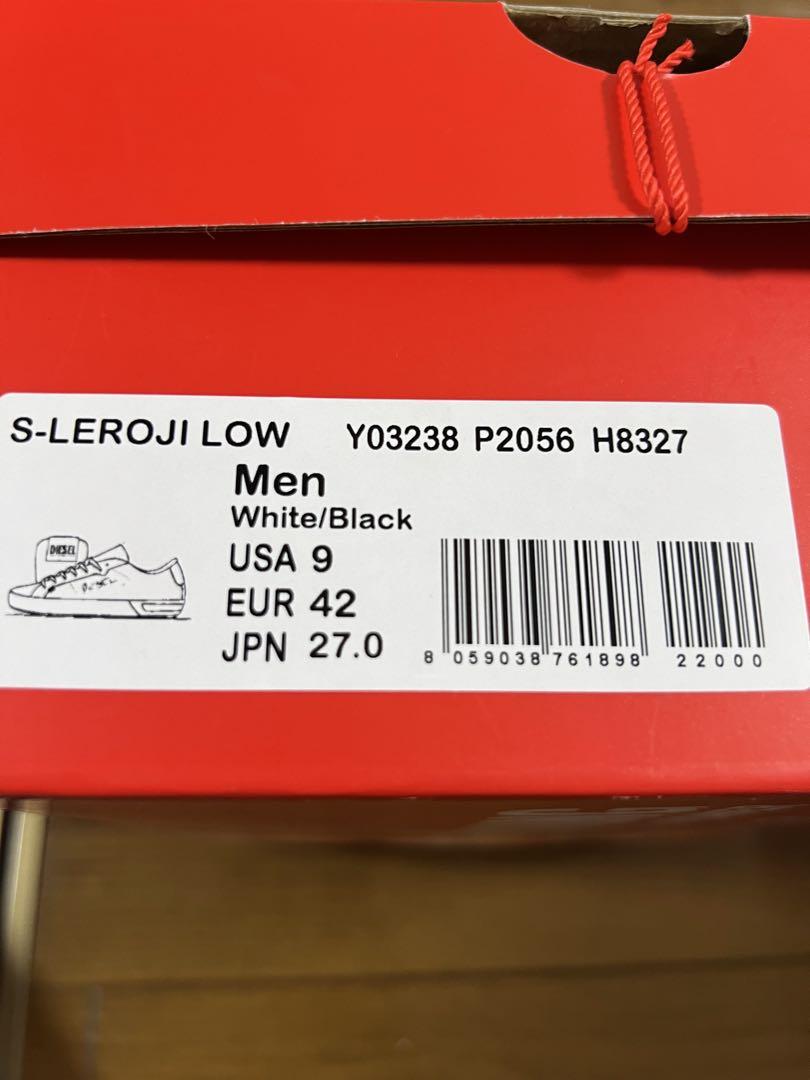 S-LEROJI LOW Y03238 P2056 H8327
Men
White/Black
DIESEL
USA 9
EUR 42
JPN 27.0
8 059038 761898 22000